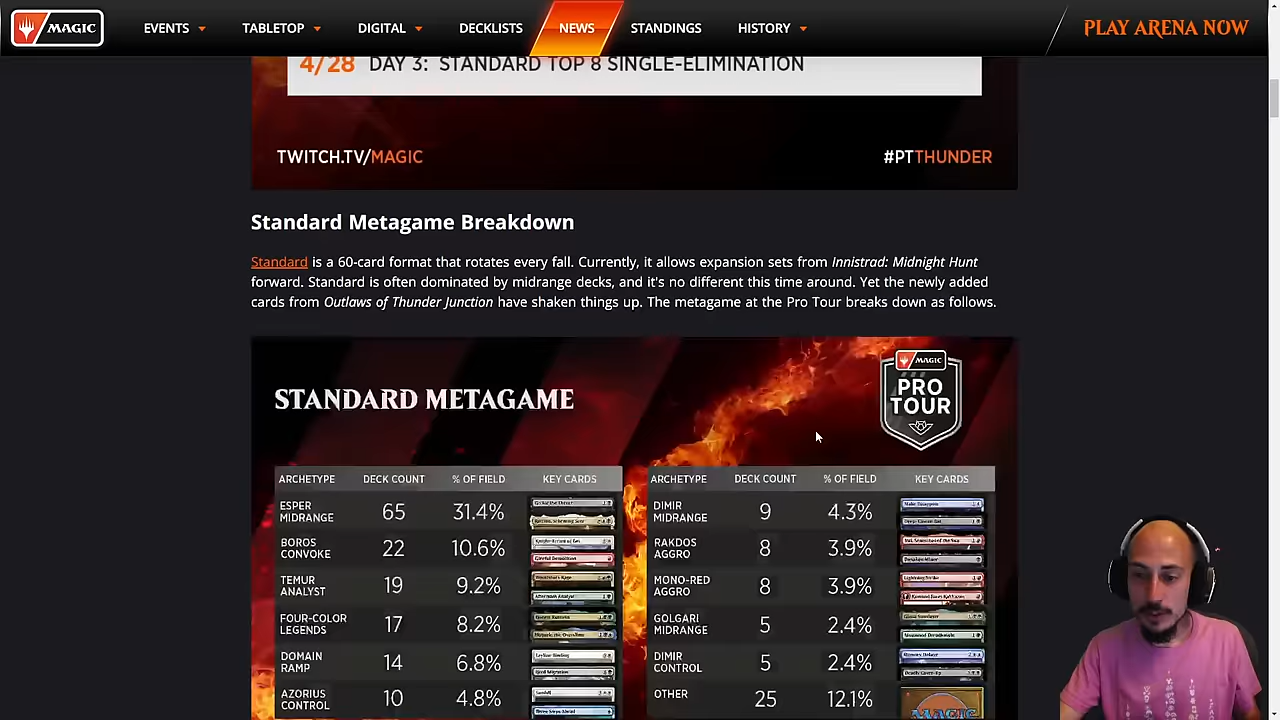 MAGIC
EVENTS
TABLETOP
DIGITAL
DECKLISTS
NEWS
STANDINGS
HISTORY
PLAY ARENA NOW
4/28 DAY 3: STANDARD TOP 8 SINGLE-ELIMINATION
TWITCH.TV/MAGIC
#PTTHUNDER
Standard Metagame Breakdown
Standard is a 60-card format that rotates every fall. Currently, it allows expansion sets from Innistrad: Midnight Hunt
forward. Standard is often dominated by midrange decks, and it's no different this time around. Yet the newly added
cards from Outlaws of Thunder Junction have shaken things up. The metagame at the Pro Tour breaks down as follows.
STANDARD METAGAME
MAGIC
PRO
TOUR
ARCHETYPE DECK COUNT % OF FIELD KEY CARDS
ESPER
MIDRANGE 65 31.4%
BOROS
CONVOKE 22 10.6%
TEMUR
ANALYST 19 9.2%
FOUR-COLOR
LEGENDS 17 8.2%
DOMAIN
RAMP 14 6.8%
AZORIUS
CONTROL 10 4.8%
ARCHETYPE DECK COUNT % OF FIELD KEY CARDS
DIMIR
MIDRANGE 9 4.3%
RAKDOS
AGGRO 8 3.9%
MONO-RED
AGGRO 8 3.9%
Lightning Strike
GOLGARI
MIDRANGE 5 2.4%
DIMIR
CONTROL 5 2.4%
OTHER 25 12.1%
MAGIC